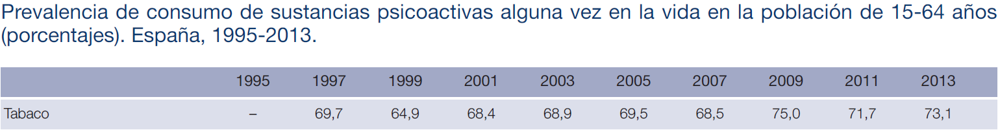 Prevalencia de consumo de sustancias psicoactivas alguna vez en la vida en la población de 15-64 años
(porcentajes). España, 1995-2013.
1995 1997 1999 2001 2003 2005 2007 2009 2011 2013
Tabaco – 69,7 64,9 68,4 68,9 69,5 68,5 75,0 71,7 73,1